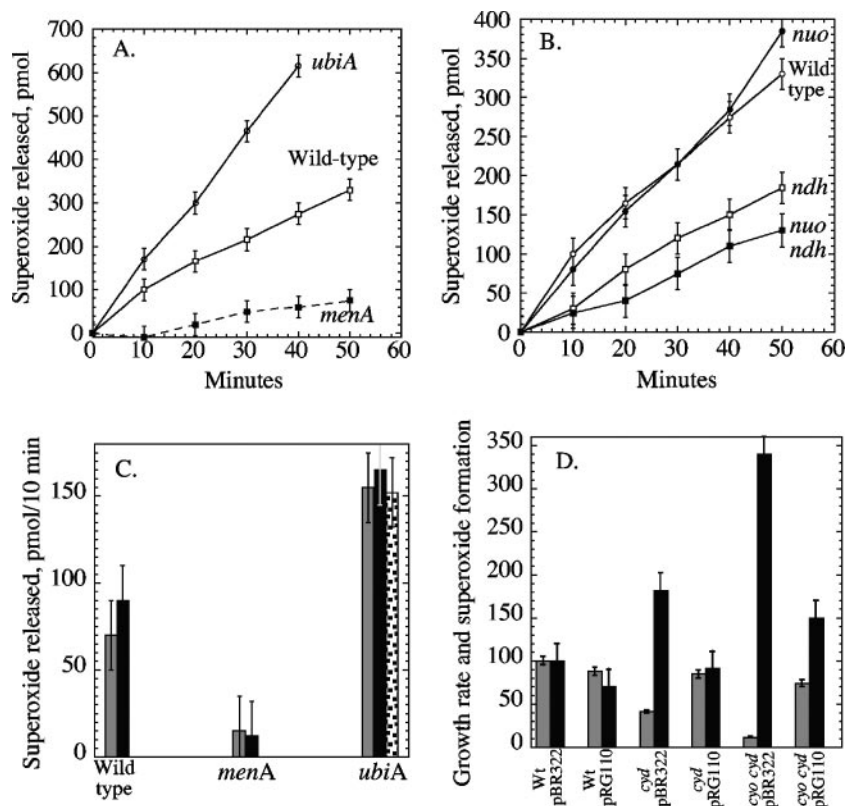 A.
700
600
500
400
300
200
100
0
Superoxide released, pmol
ubiA
Wild-type
menA
0 10 20 30 40 50 60
Minutes
B.
400
350
300
250
200
150
100
50
0
Superoxide released, pmol
nuo
Wild
type
ndh
nuo
ndh
0 10 20 30 40 50 60
Minutes
C.
150
100
50
0
Superoxide released, pmol/10 min
Wild
type
menA
ubiA
D.
350
300
250
200
150
100
50
0
Growth rate and superoxide formation
Wt
pBR322
Wt
pRG110
cyd
pBR322
cyd
pRG110
cyo cyd
pBR322
cyo cyd
pRG110